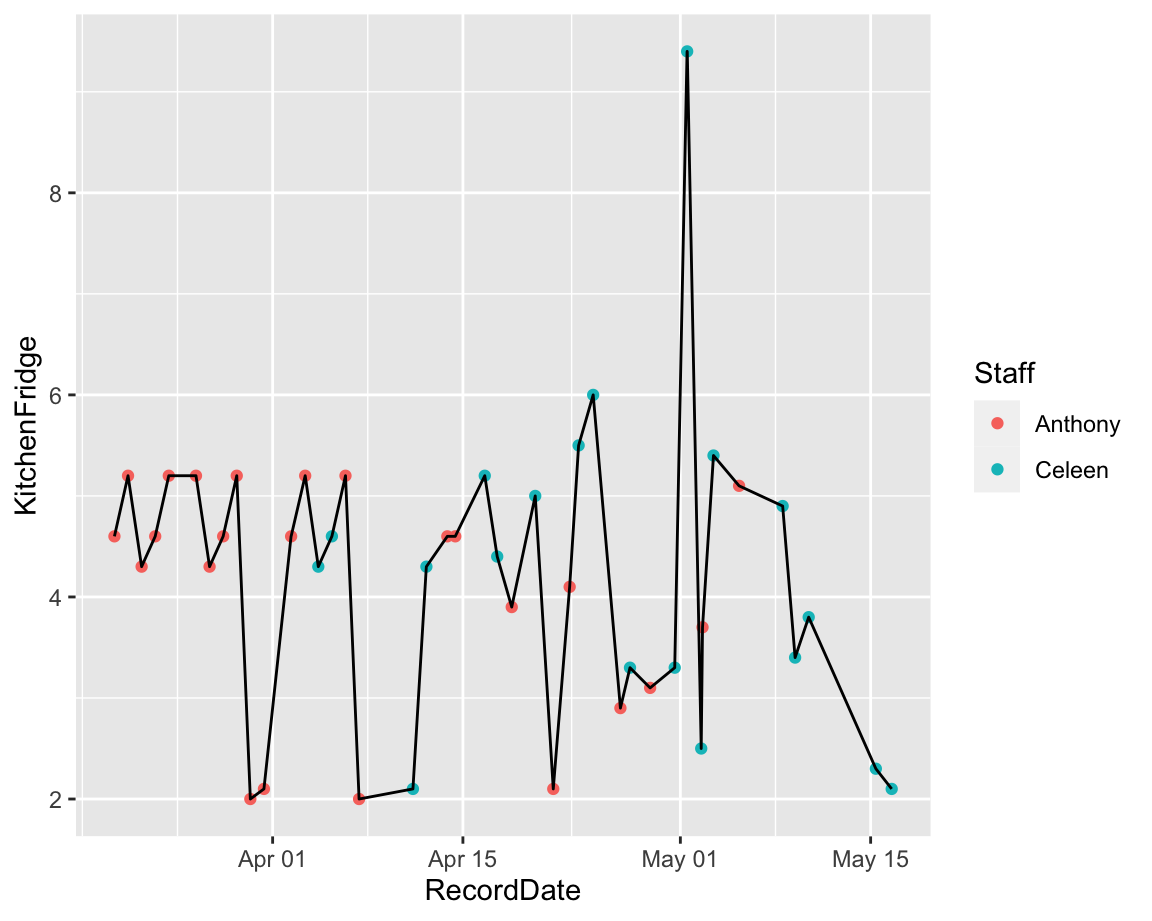 KitchenFridge
8
6
4
2
Apr 01
Apr 15
May 01
May 15
RecordDate
Staff
Anthony
Celeen